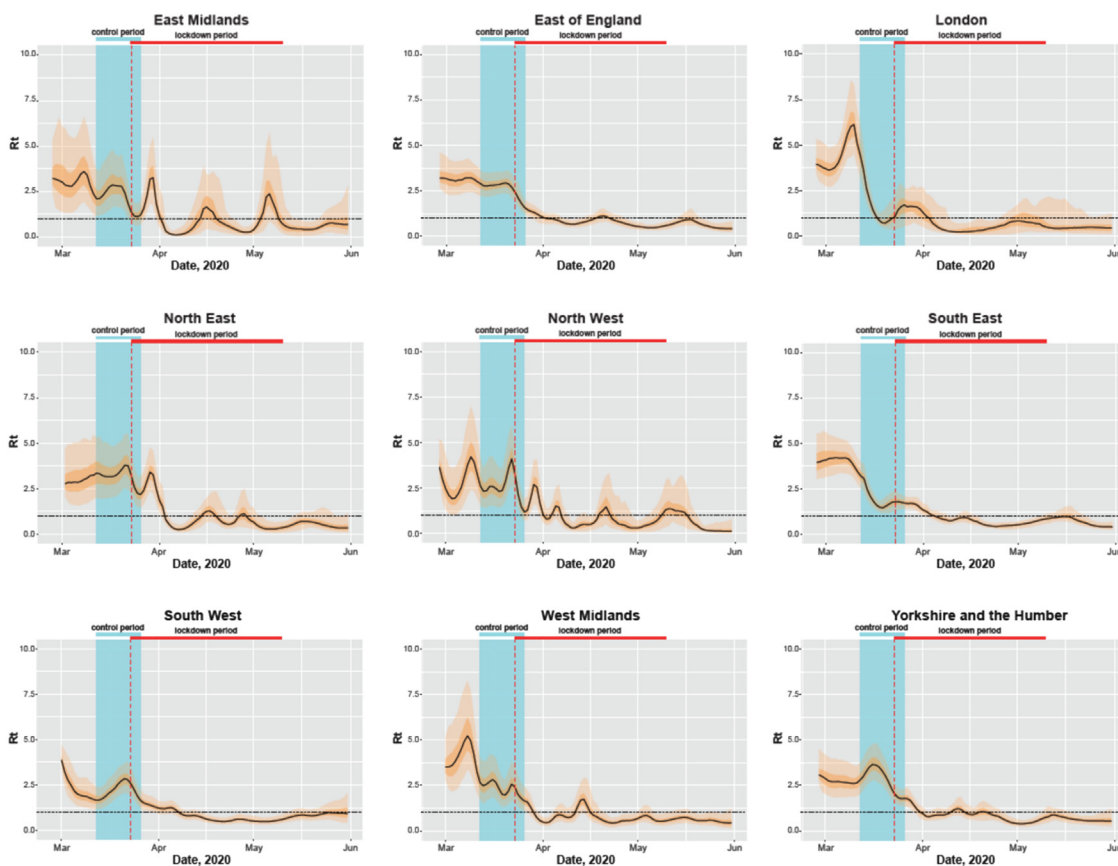 East Midlands
control period
lockdown period
10.0
7.5
5.0
2.5
0.0
Rt
Mar Apr May Jun
Date, 2020
East of England
control period
lockdown period
10.0
7.5
5.0
2.5
0.0
Rt
Mar Apr May Jun
Date, 2020
London
control period
lockdown period
10.0
7.5
5.0
2.5
0.0
Rt
Mar Apr May Jun
Date, 2020
North East
control period
lockdown period
10.0
7.5
5.0
2.5
0.0
Rt
Mar Apr May Jun
Date, 2020
North West
control period
lockdown period
10.0
7.5
5.0
2.5
0.0
Rt
Mar Apr May Jun
Date, 2020
South East
control period
lockdown period
10.0
7.5
5.0
2.5
0.0
Rt
Mar Apr May Jun
Date, 2020
South West
control period
lockdown period
10.0
7.5
5.0
2.5
0.0
Rt
Mar Apr May Jun
Date, 2020
West Midlands
control period
lockdown period
10.0
7.5
5.0
2.5
0.0
Rt
Mar Apr May Jun
Date, 2020
Yorkshire and the Humber
control period
lockdown period
10.0
7.5
5.0
2.5
0.0
Rt
Mar Apr May Jun
Date, 2020